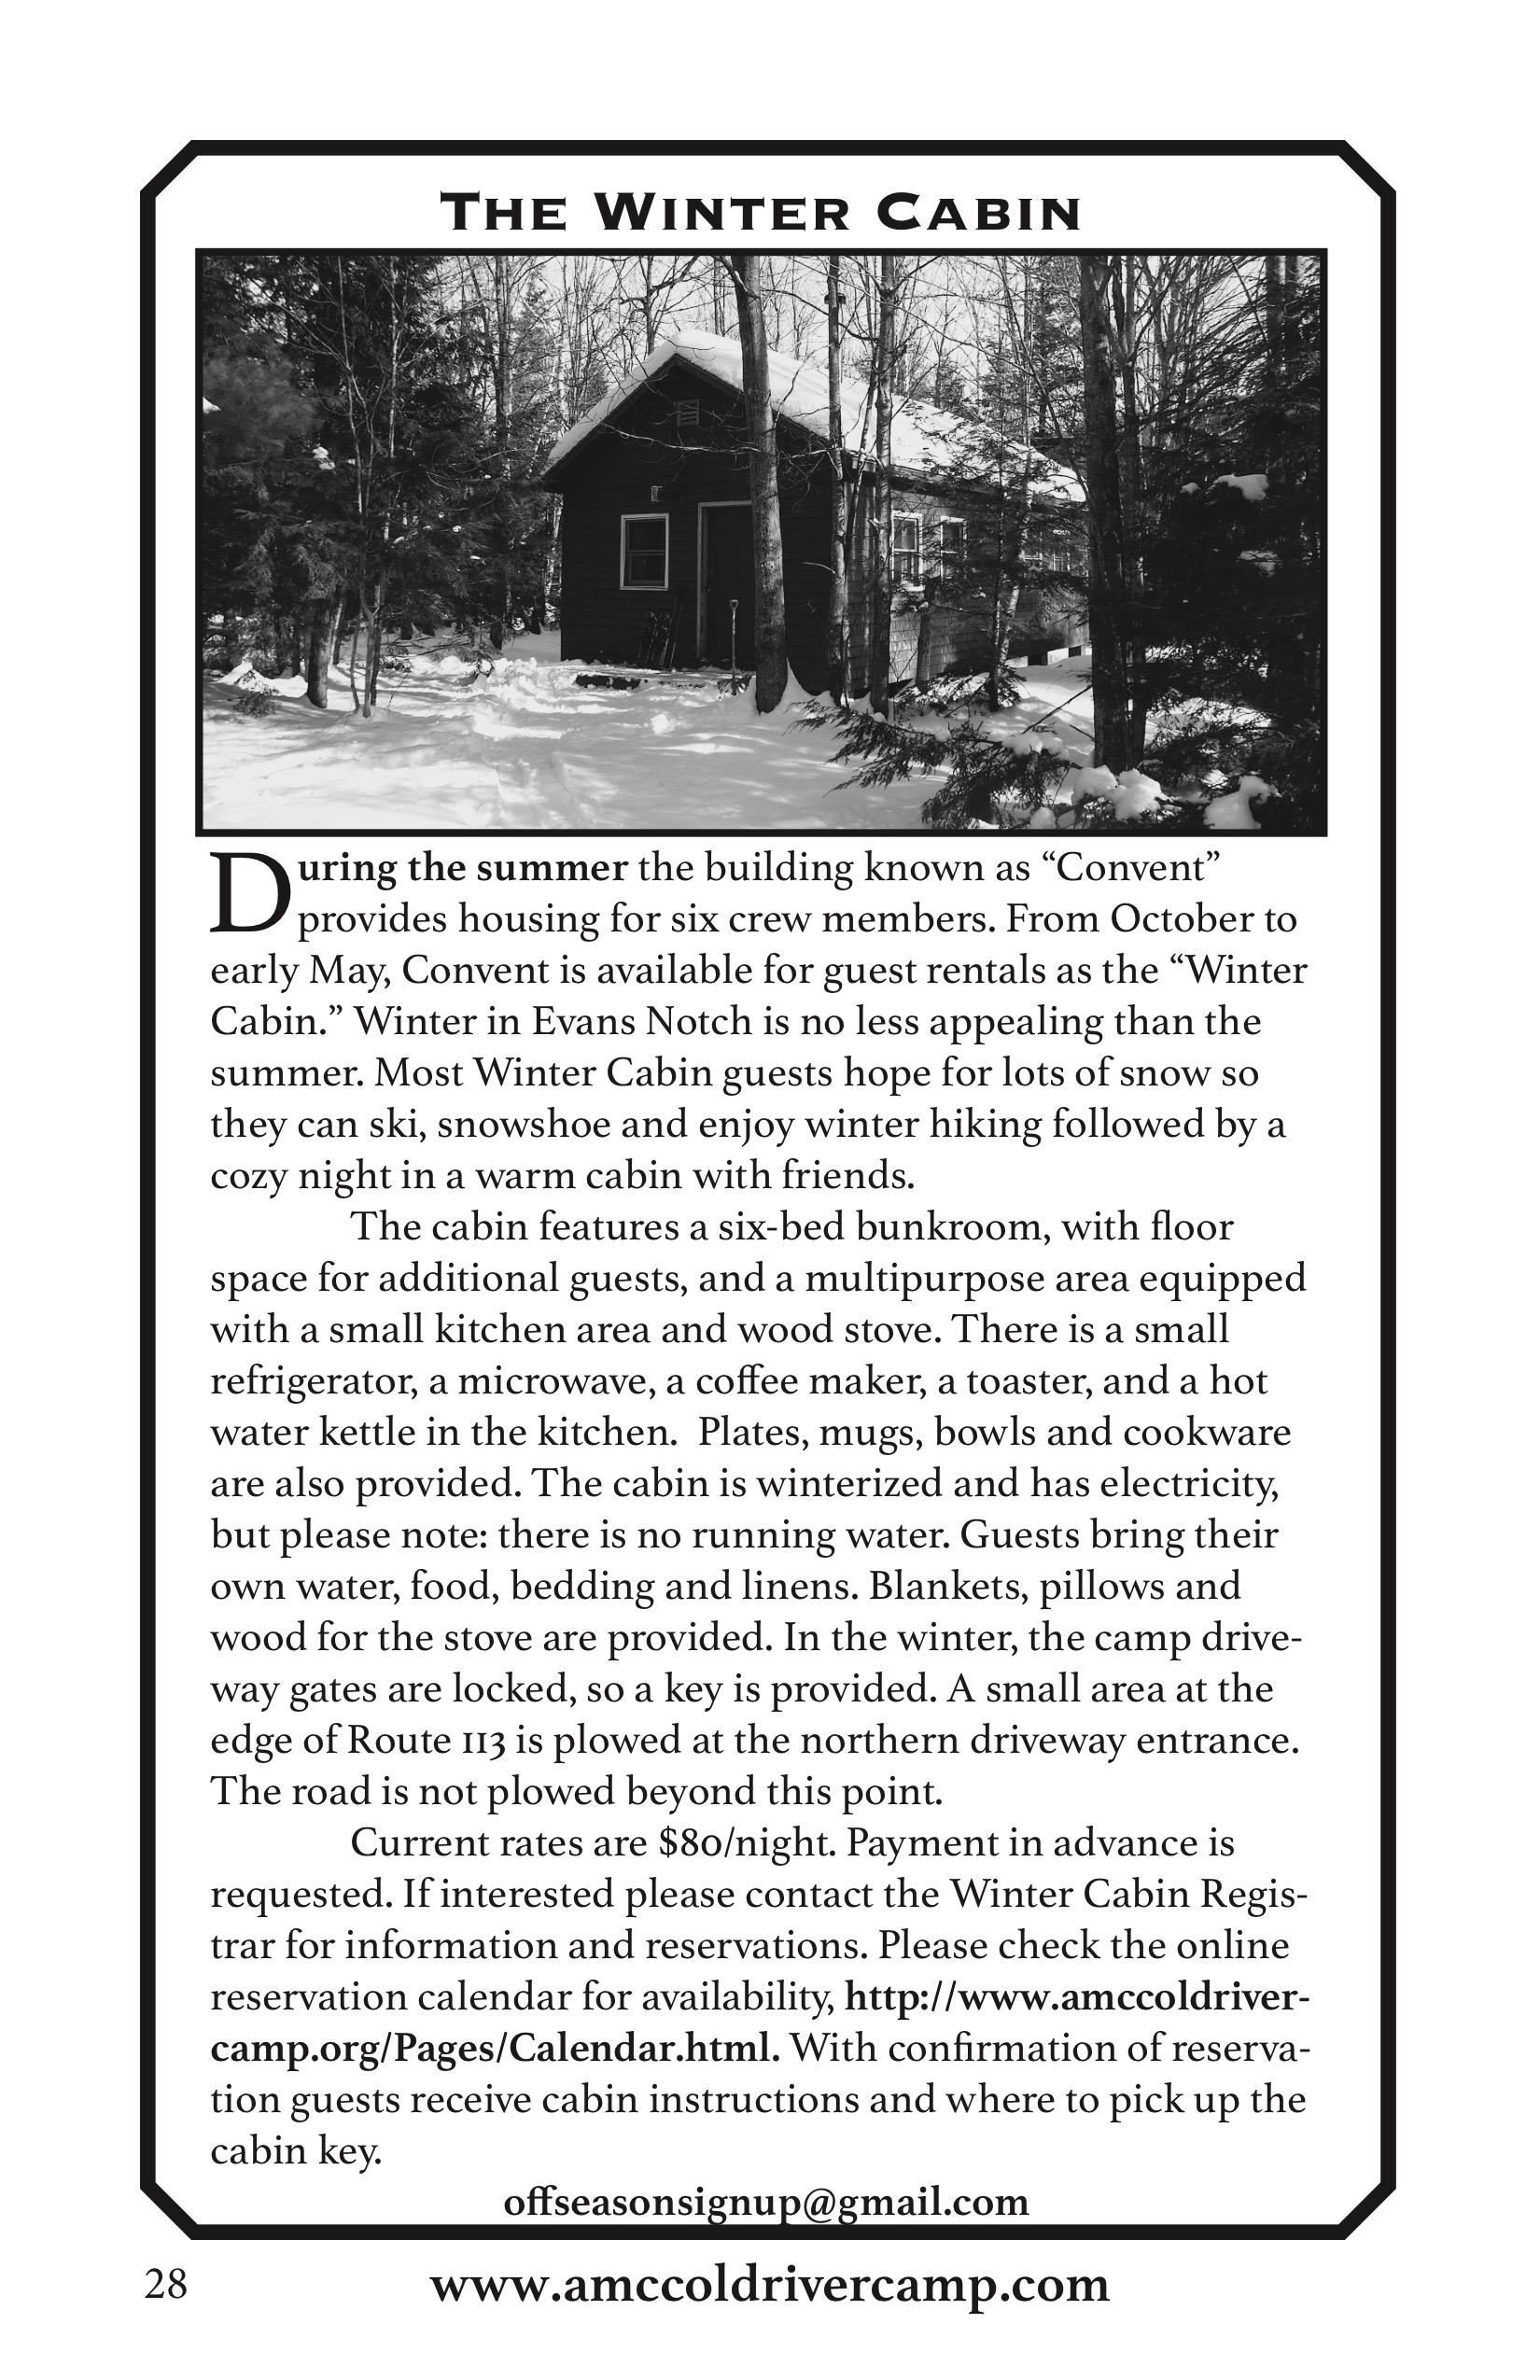 The Winter Cabin
During the summer the building known as “Convent”
provides housing for six crew members. From October to
early May, Convent is available for guest rentals as the “Winter
Cabin.” Winter in Evans Notch is no less appealing than the
summer. Most Winter Cabin guests hope for lots of snow so
they can ski, snowshoe and enjoy winter hiking followed by a
cozy night in a warm cabin with friends.
The cabin features a six-bed bunkroom, with floor
space for additional guests, and a multipurpose area equipped
with a small kitchen area and wood stove. There is a small
refrigerator, a microwave, a coffee maker, a toaster, and a hot
water kettle in the kitchen.  Plates, mugs, bowls and cookware
are also provided. The cabin is winterized and has electricity,
but please note: there is no running water. Guests bring their
own water, food, bedding and linens. Blankets, pillows and
wood for the stove are provided. In the winter, the camp drive-
way gates are locked, so a key is provided. A small area at the
edge of Route 113 is plowed at the northern driveway entrance.
The road is not plowed beyond this point.
Current rates are $80/night. Payment in advance is
requested. If interested please contact the Winter Cabin Regis-
trar for information and reservations. Please check the online
reservation calendar for availability, http://www.amccoldriver-
camp.org/Pages/Calendar.html. With confirmation of reserva-
tion guests receive cabin instructions and where to pick up the
cabin key.
offseasonsignup@gmail.com
28 www.amccoldrivercamp.com